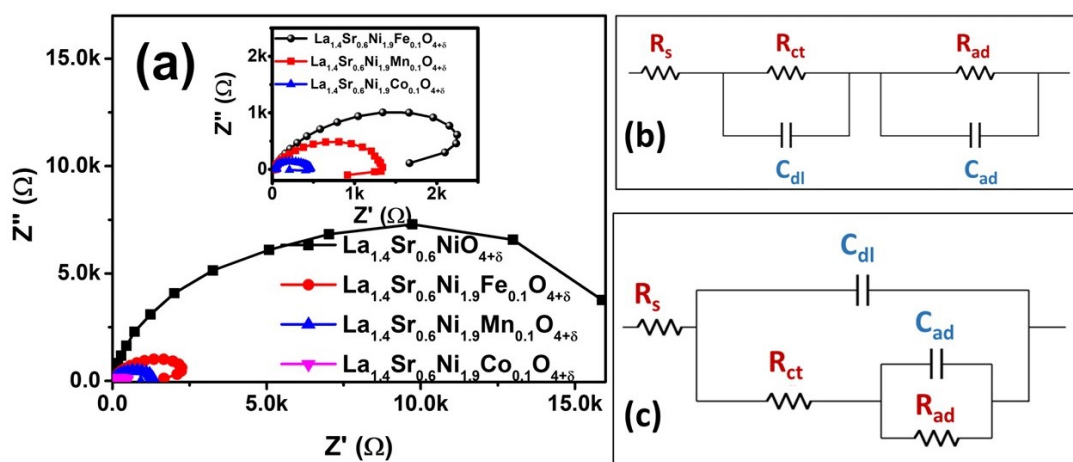 (a)
Z'' (Ω)
15.0k
10.0k
5.0k
0.0
0.0
5.0k
10.0k
15.0k
Z' (Ω)
Z'' (Ω)
2k
1k
0
0
1k
2k
Z' (Ω)
La1.4Sr0.6Ni1.9Fe0.1O4+δ
La1.4Sr0.6Ni1.9Mn0.1O4+δ
La1.4Sr0.6Ni1.9Co0.1O4+δ
La1.4Sr0.6NiO4+δ
La1.4Sr0.6Ni1.9Fe0.1O4+δ
La1.4Sr0.6Ni1.9Mn0.1O4+δ
La1.4Sr0.6Ni1.9Co0.1O4+δ
(b)
Rs
Rct
Rad
Cdl
Cad
(c)
Cdl
Rs
Cad
Rct
Rad